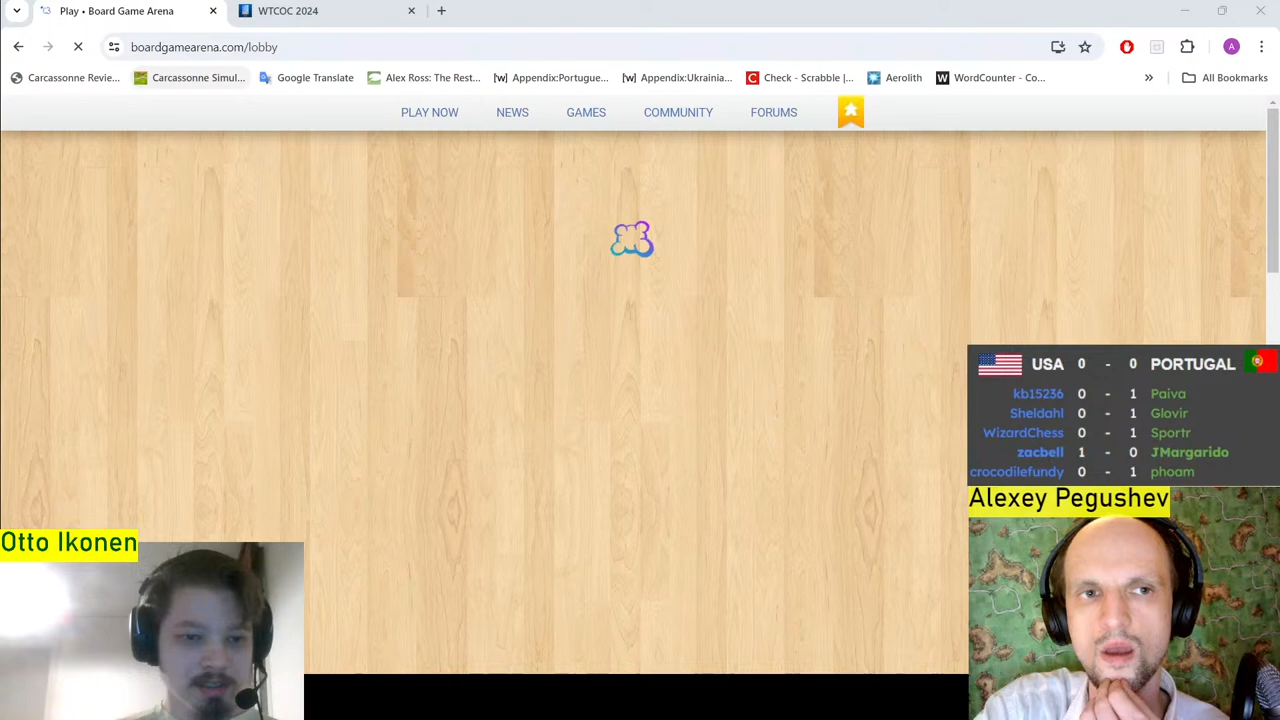 Play • Board Game Arena
WTCOC 2024
boardgamearena.com/lobby
A
Carcassonne Revie...
Carcassonne Simul...
Google Translate
Alex Ross: The Rest...
[w] Appendix:Portugue...
[w] Appendix:Ukrainia...
C Check - Scrabble |...
Aerolith
W WordCounter - Co...
All Bookmarks
PLAY NOW NEWS GAMES COMMUNITY FORUMS
USA 0 - 0 PORTUGAL
kb15236 0 - 1 Paiva
Sheldahl 0 - 1 Glovir
WizardChess 0 - 1 Sportr
zacbell 1 - 0 JMargarido
crocodilefundy 0 - 1 phoam
Alexey Pegushev
Otto Ikonen